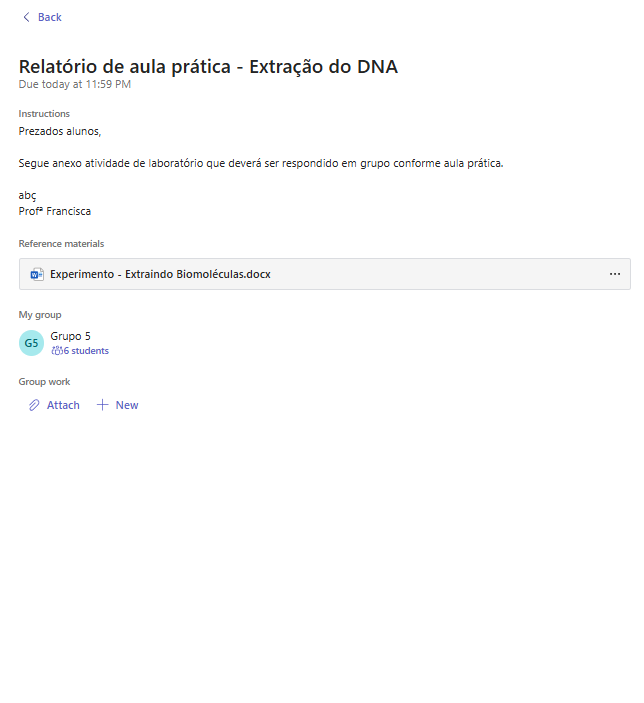 Back
Relatório de aula prática - Extração do DNA
Due today at 11:59 PM
Instructions
Prezados alunos,
Segue anexo atividade de laboratório que deverá ser respondido em grupo conforme aula prática.
abç
Profª Francisca
Reference materials
Experimento - Extraindo Biomoléculas.docx
My group
G5
Grupo 5
6 students
Group work
Attach
New